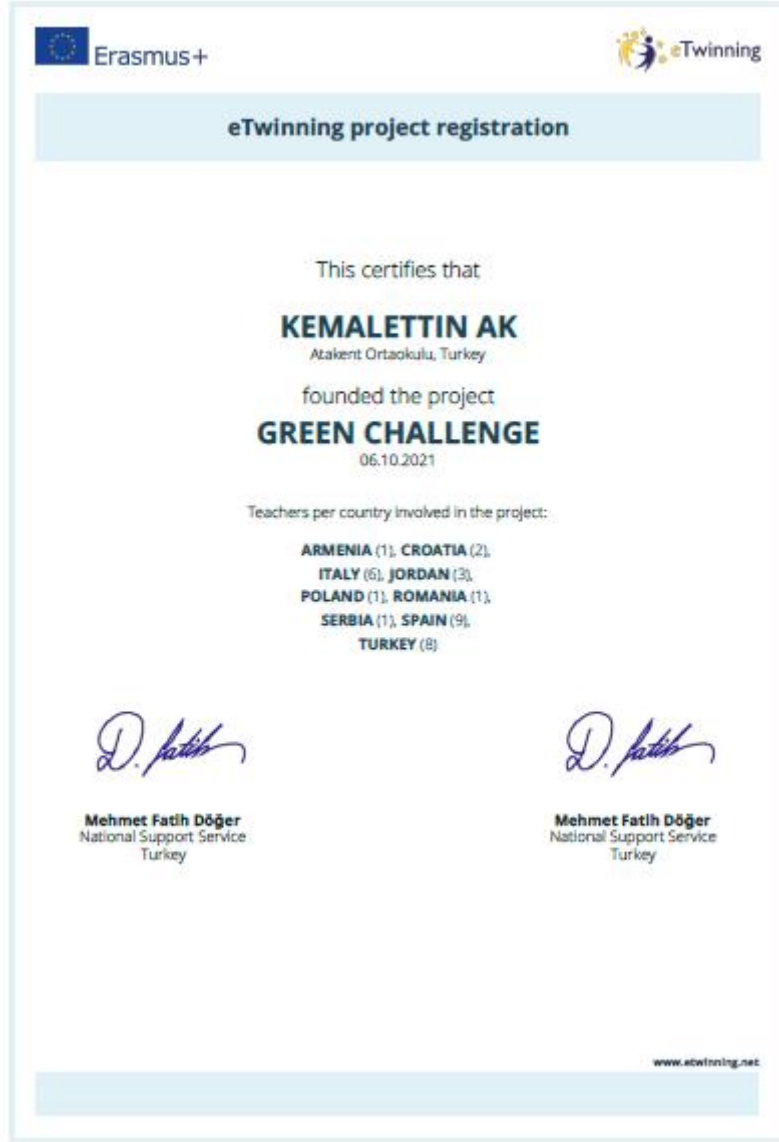 Erasmus+
eTwinning
eTwinning project registration
This certifies that
KEMALETTIN AK
Atakent Ortaokulu, Turkey
founded the project
GREEN CHALLENGE
06.10.2021
Teachers per country involved in the project:
ARMENIA (1), CROATIA (2),
ITALY (6), JORDAN (3),
POLAND (1), ROMANIA (1),
SERBIA (1), SPAIN (9),
TURKEY (8)
D. fatih
D. fatih
Mehmet Fatih Döğer
National Support Service
Turkey
Mehmet Fatih Döğer
National Support Service
Turkey
www.etwinning.net